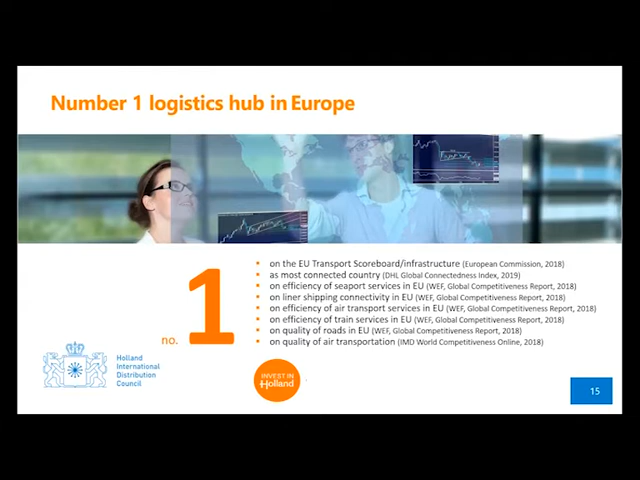 Number 1 logistics hub in Europe
no. 1
• on the EU Transport Scoreboard/infrastructure (European Commission, 2018)
• as most connected country (DHL Global Connectedness Index, 2019)
• on efficiency of seaport services in EU (WEF, Global Competitiveness Report, 2018)
• on liner shipping connectivity in EU (WEF, Global Competitiveness Report, 2018)
• on efficiency of air transport services in EU (WEF, Global Competitiveness Report, 2018)
• on efficiency of train services in EU (WEF, Global Competitiveness Report, 2018)
• on quality of roads in EU (WEF, Global Competitiveness Report, 2018)
• on quality of air transportation (IMD World Competitiveness Online, 2018)
Holland
International
Distribution
Council
INVEST IN
Holland
15